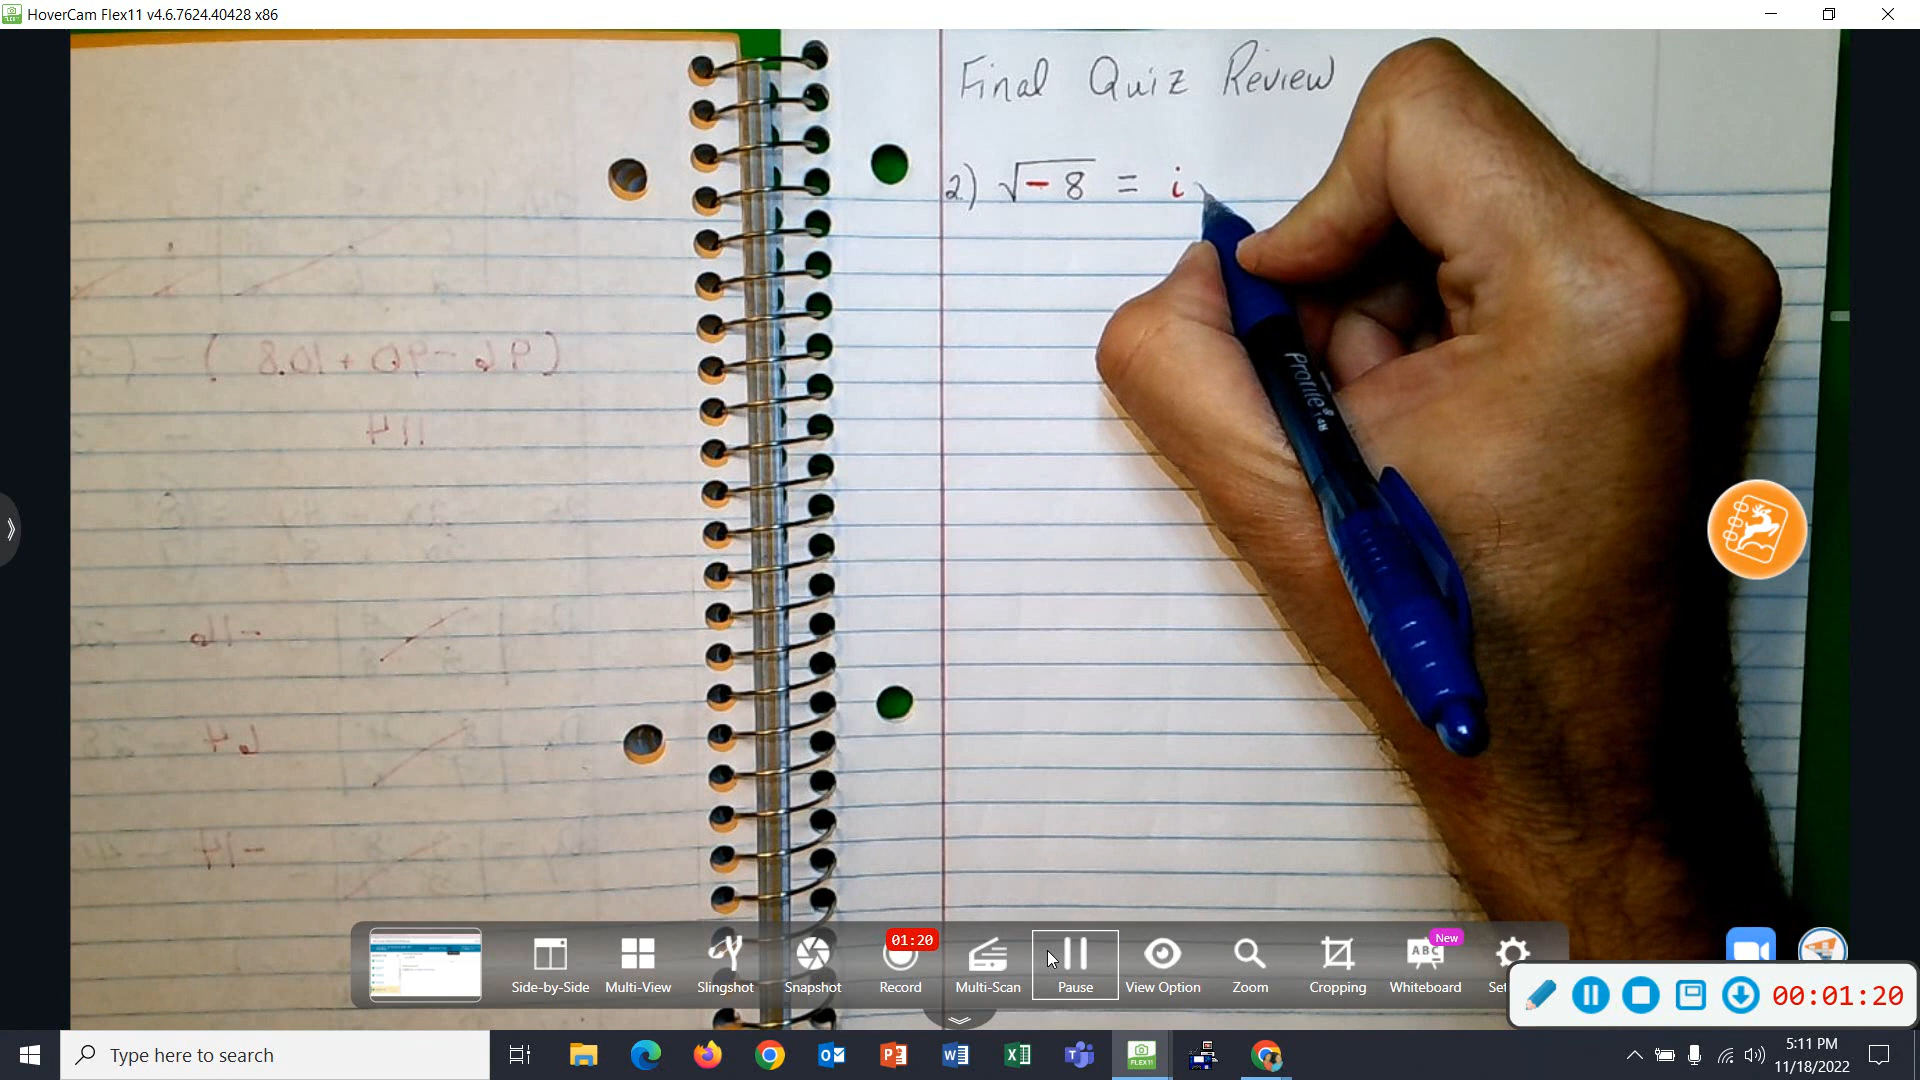 HoverCam Flex11 v4.6.7624.40428 x86
Final Quiz Review
2) √-8 = i
Profile
New
01:20
Side-by-Side Multi-View Slingshot Snapshot Record Multi-Scan Pause View Option Zoom Cropping Whiteboard
00:01:20
Type here to search
FLEX11
5:11 PM
11/18/2022